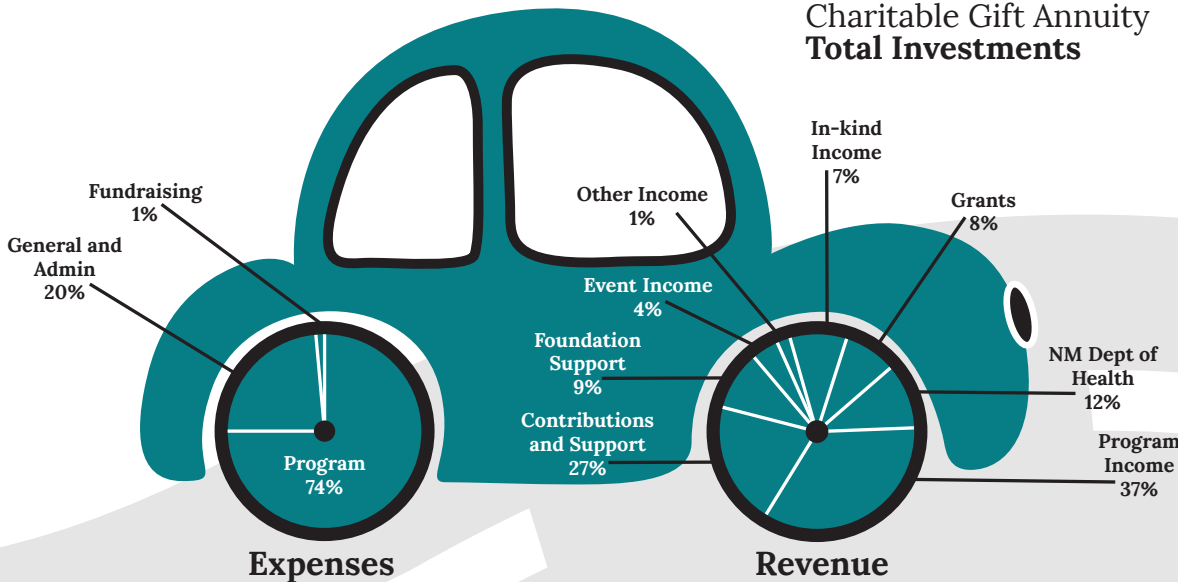 Charitable Gift Annuity
Total Investments
Fundraising
1%
General and
Admin
20%
Program
74%
Expenses
Other Income
1%
In-kind
Income
7%
Grants
8%
Event Income
4%
Foundation
Support
9%
Contributions
and Support
27%
NM Dept of
Health
12%
Program
Income
37%
Revenue